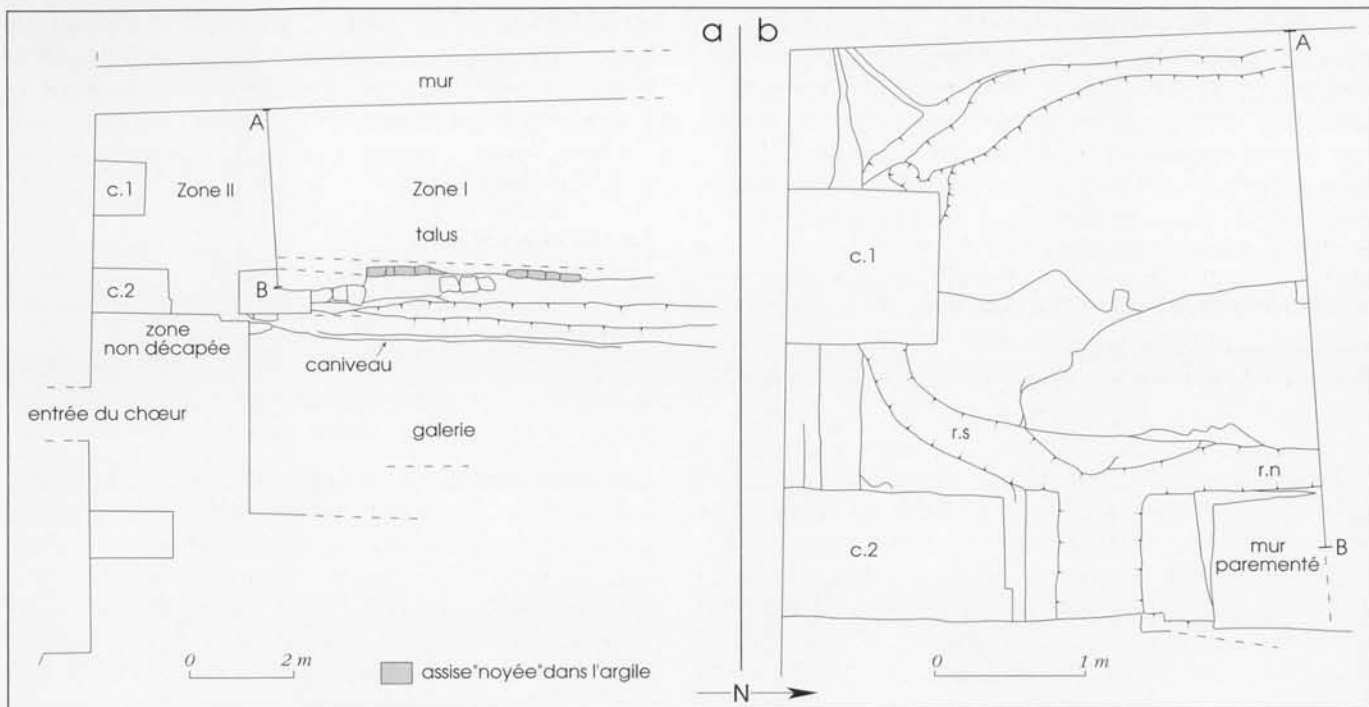 a
b
mur
A
c.1
Zone II
Zone I
talus
c.2
B
zone
non décapée
caniveau
entrée du chœur
galerie
0 2 m
assise"noyée"dans l'argile
N
A
c.1
r.s
r.n
c.2
mur
parementé
B
0 1 m